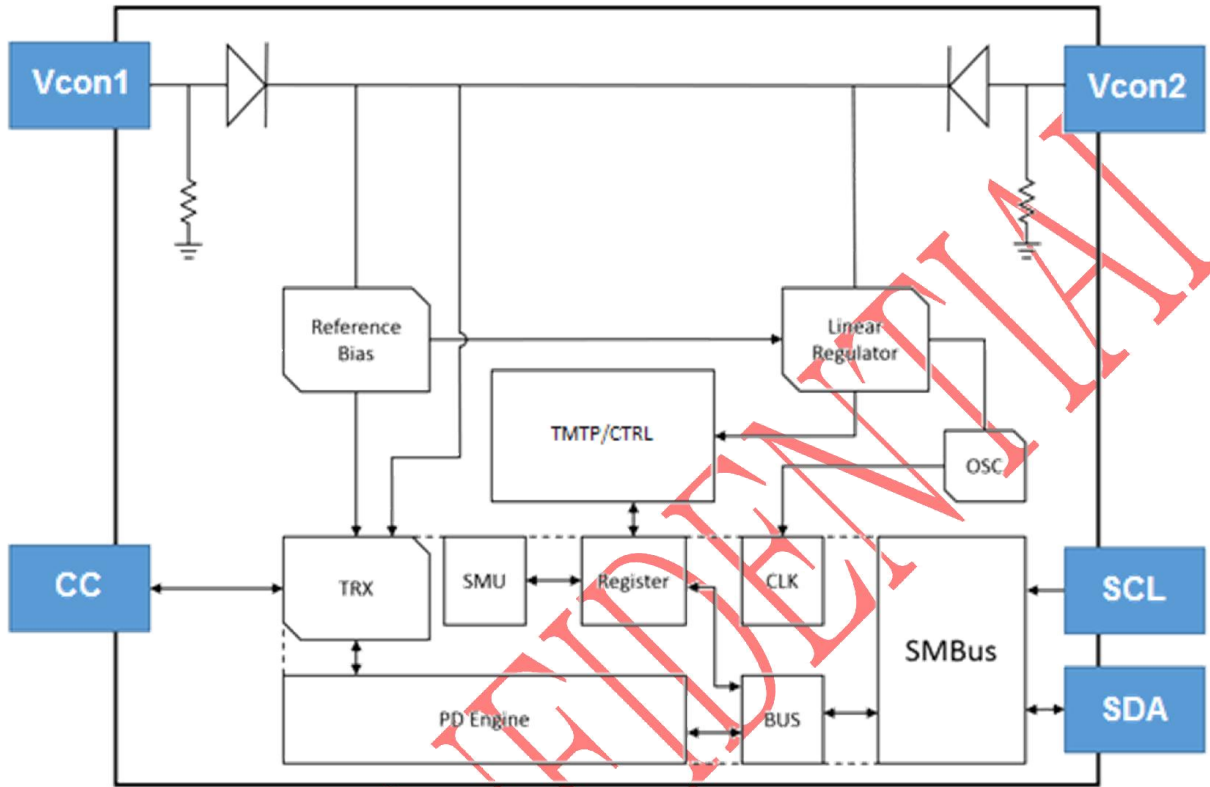 Vcon1
Vcon2
Reference
Bias
Linear
Regulator
TMTP/CTRL
OSC
CC
TRX
SMU
Register
CLK
SMBus
SCL
SDA
PD Engine
BUS
FIDENTIAL